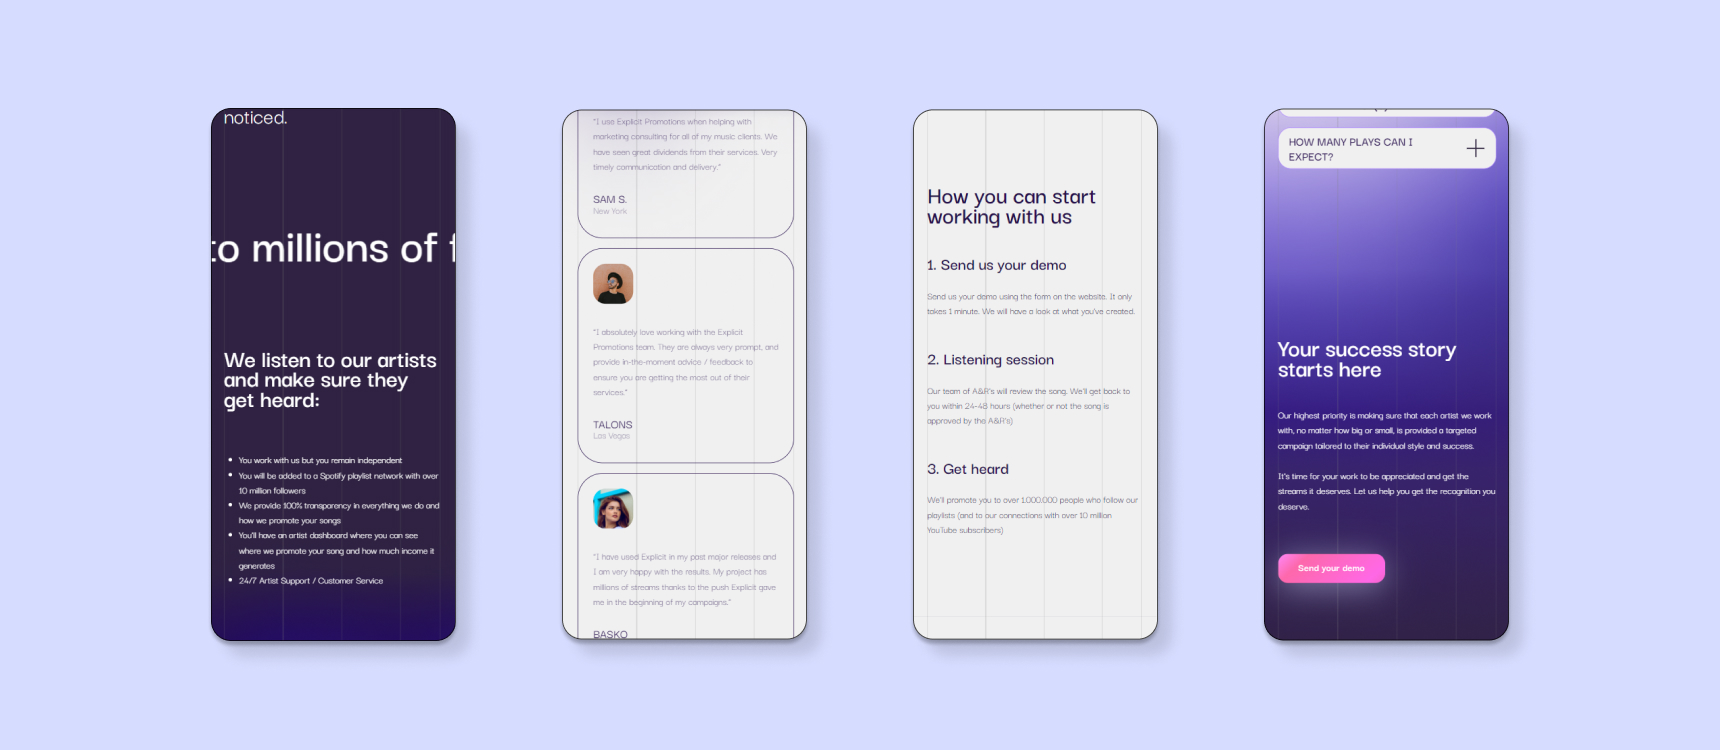 noticed.
to millions of f
We listen to our artists
and make sure they
get heard:
You work with us but you remain independent
You will be added to a Spotify playlist network with over
10 million followers
We provide 100% transparency in everything we do and
how we promote your songs
You'll have an artist dashboard where you can see
where we promote your song and how much income it
generates
24/7 Artist Support / Customer Service
"I use Explicit Promotions when helping with
marketing consulting for all of my music clients. We
have seen great dividends from their services. Very
timely communication and delivery."
SAM S.
New York
"I absolutely love working with the Explicit
Promotions team. They are always very prompt, and
provide in-the-moment advice / feedback to
ensure you are getting the most out of their
services."
TALONS
Las Vegas
"I have used Explicit in my past major releases and
I am very happy with the results. My project has
millions of streams thanks to the push Explicit gave
me in the beginning of my campaigns."
BASKO
How you can start
working with us
1. Send us your demo
Send us your demo using the form on the website. It only
takes 1 minute. We will have a look at what you've created.
2. Listening session
Our team of A&R's will review the song. We'll get back to
you within 24-48 hours (whether or not the song is
approved by the A&R's)
3. Get heard
We'll promote you to over 1.000.000 people who follow our
playlists (and to our connections with over 10 million
YouTube subscribers)
HOW MANY PLAYS CAN I
EXPECT?
Your success story
starts here
Our highest priority is making sure that each artist we work
with, no matter how big or small, is provided a targeted
campaign tailored to their individual style and success.
It's time for your work to be appreciated and get the
streams it deserves. Let us help you get the recognition you
deserve.
Send your demo